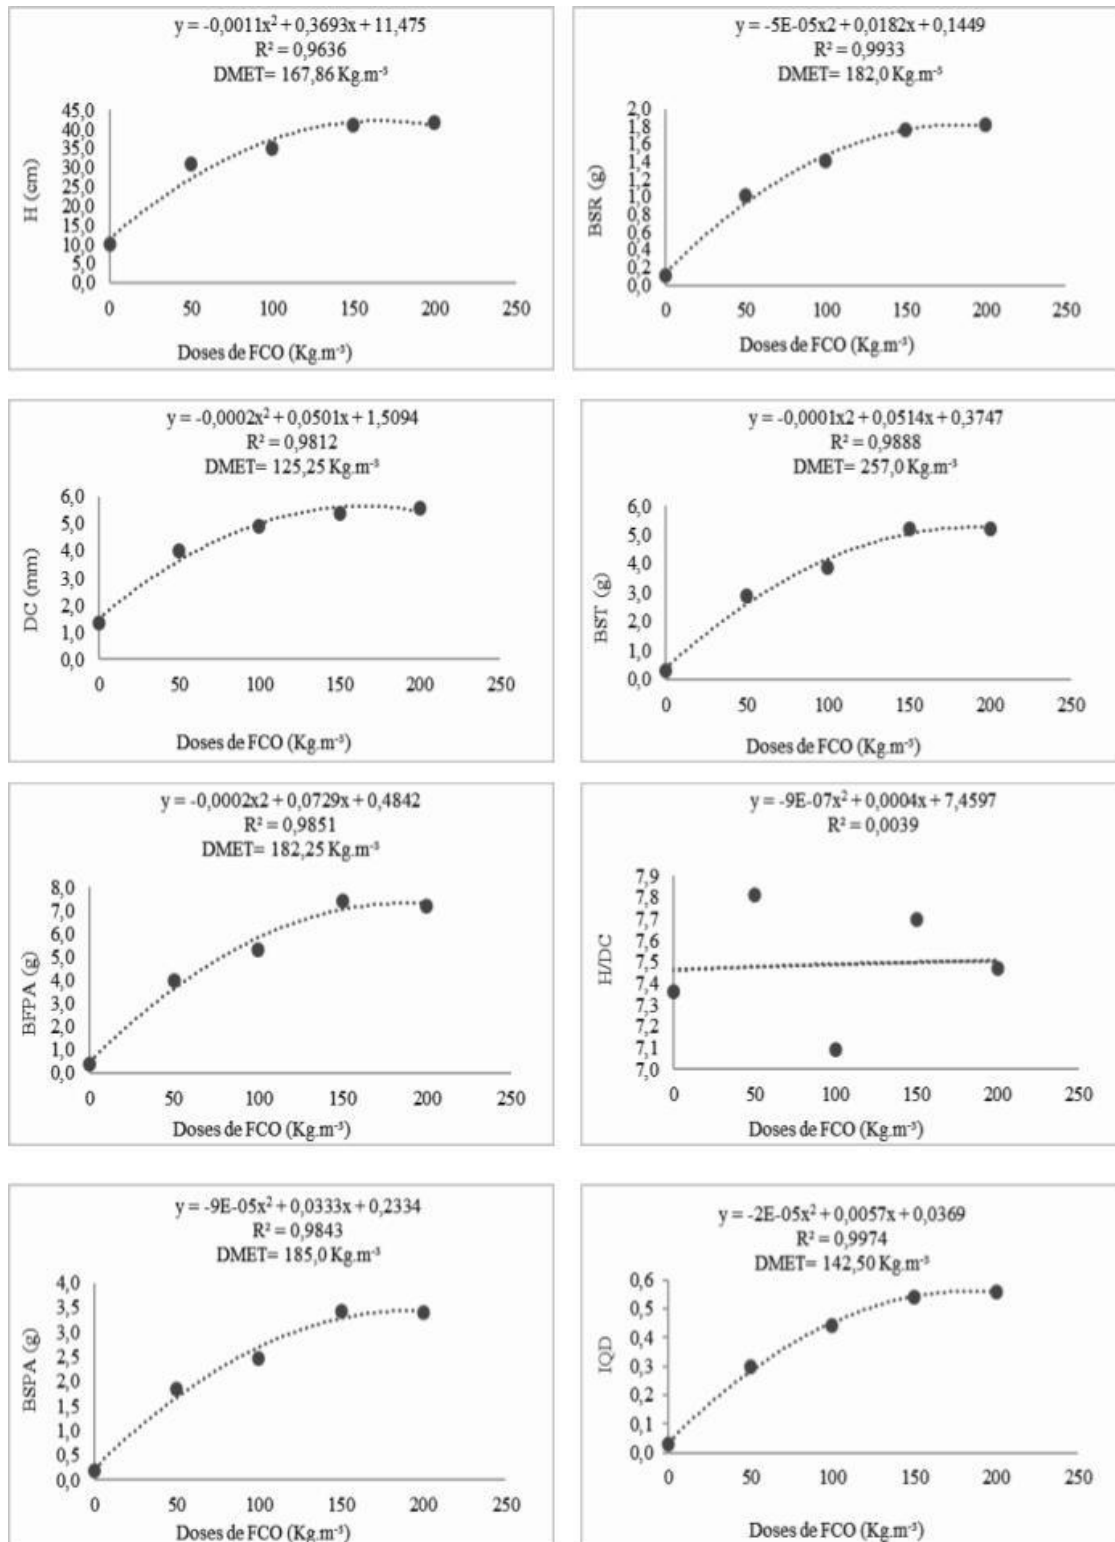 y = -0,0011x² + 0,3693x + 11,475
R² = 0,9636
DMET= 167,86 Kg.m⁻³
H (cm)
45,0
40,0
35,0
30,0
25,0
20,0
15,0
10,0
5,0
0,0
0 50 100 150 200 250
Doses de FCO (Kg.m⁻³)
y = -5E-05x2 + 0,0182x + 0,1449
R² = 0,9933
DMET= 182,0 Kg.m⁻³
BSR (g)
2,0
1,8
1,6
1,4
1,2
1,0
0,8
0,6
0,4
0,2
0,0
0 50 100 150 200 250
Doses de FCO (Kg.m⁻³)
y = -0,0002x² + 0,0501x + 1,5094
R² = 0,9812
DMET= 125,25 Kg.m⁻³
DC (mm)
6,0
5,0
4,0
3,0
2,0
1,0
0,0
0 50 100 150 200 250
Doses de FCO (Kg.m⁻³)
y = -0,0001x2 + 0,0514x + 0,3747
R² = 0,9888
DMET= 257,0 Kg.m⁻³
BST (g)
6,0
5,0
4,0
3,0
2,0
1,0
0,0
0 50 100 150 200 250
Doses de FCO (Kg.m⁻³)
y = -0,0002x2 + 0,0729x + 0,4842
R² = 0,9851
DMET= 182,25 Kg.m⁻³
BFPA (g)
8,0
7,0
6,0
5,0
4,0
3,0
2,0
1,0
0,0
0 50 100 150 200 250
Doses de FCO (Kg.m⁻³)
y = -9E-07x² + 0,0004x + 7,4597
R² = 0,0039
H/DC
7,9
7,8
7,7
7,6
7,5
7,4
7,3
7,2
7,1
7,0
0 50 100 150 200 250
Doses de FCO (Kg.m⁻³)
y = -9E-05x² + 0,0333x + 0,2334
R² = 0,9843
DMET= 185,0 Kg.m⁻³
BSPA (g)
4,0
3,5
3,0
2,5
2,0
1,5
1,0
0,5
0,0
0 50 100 150 200 250
Doses de FCO (Kg.m⁻³)
y = -2E-05x² + 0,0057x + 0,0369
R² = 0,9974
DMET= 142,50 Kg.m⁻³
IQD
0,6
0,5
0,4
0,3
0,2
0,1
0,0
0 50 100 150 200 250
Doses de FCO (Kg.m⁻³)